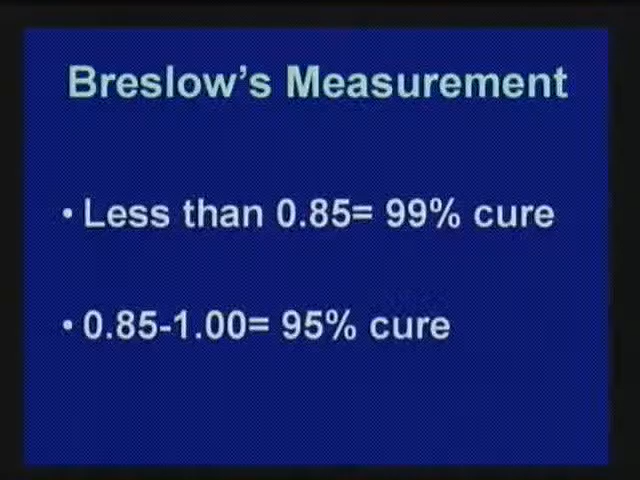 Breslow's Measurement
• Less than 0.85= 99% cure
• 0.85-1.00= 95% cure